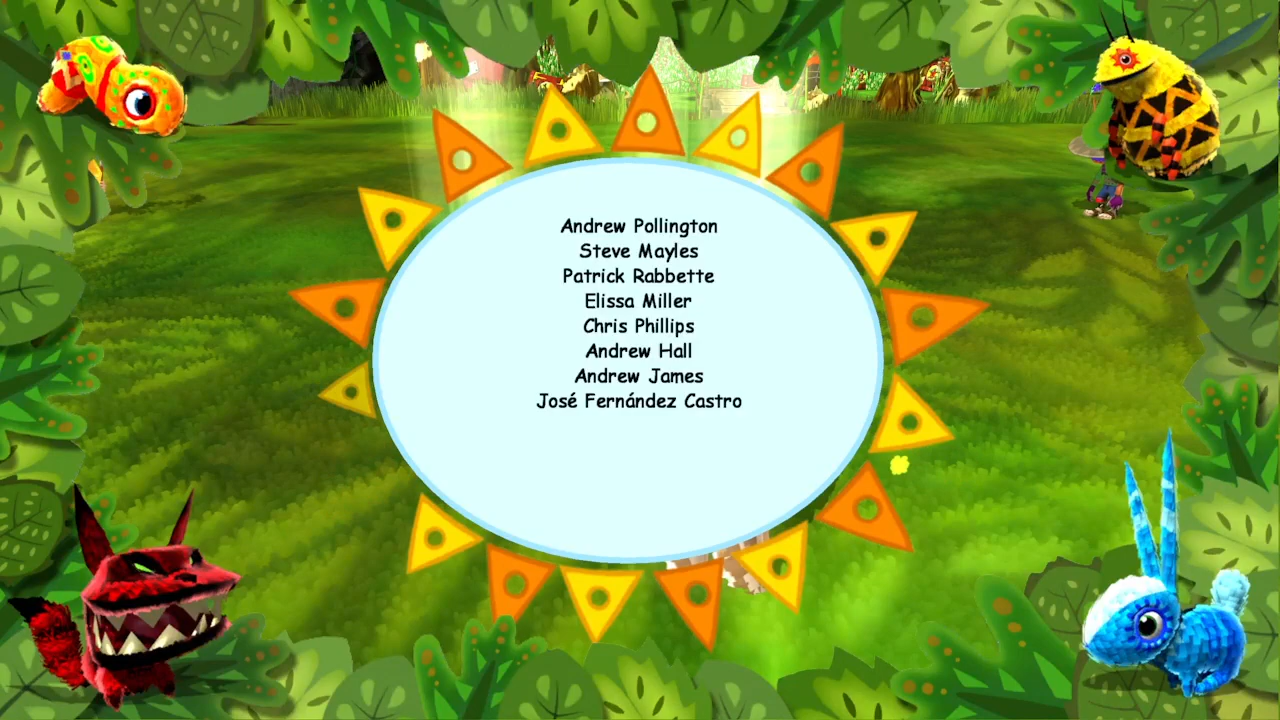 Andrew Pollington
Steve Mayles
Patrick Rabbette
Elissa Miller
Chris Phillips
Andrew Hall
Andrew James
José Fernández Castro